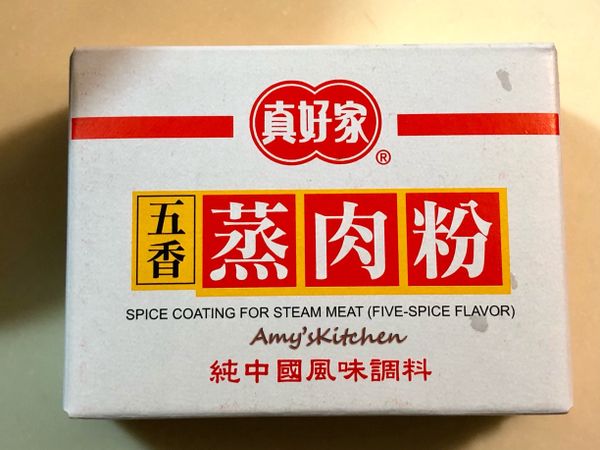 真好家
®
五香 蒸肉粉
SPICE COATING FOR STEAM MEAT (FIVE-SPICE FLAVOR)
Amy'sKitchen
純中國風味調料